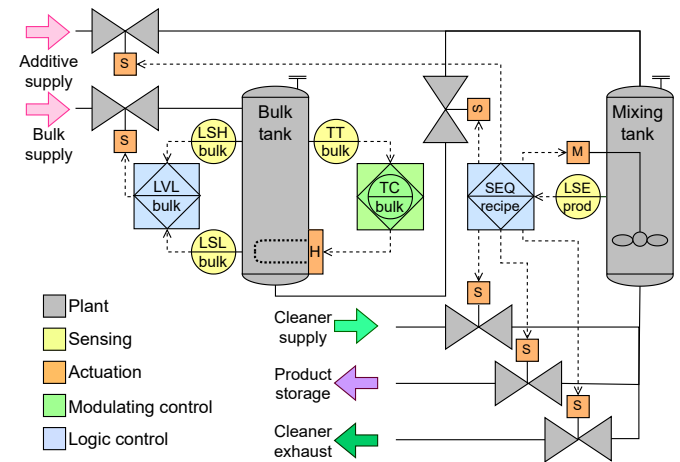 Additive
supply
S
Bulk
supply
S
LSH
bulk
Bulk
tank
TT
bulk
S
Mixing
tank
M
LVL
bulk
TC
bulk
SEQ
recipe
LSE
prod
LSL
bulk
H
S
Plant
Sensing
Actuation
Modulating control
Logic control
Cleaner
supply
S
Product
storage
S
Cleaner
exhaust